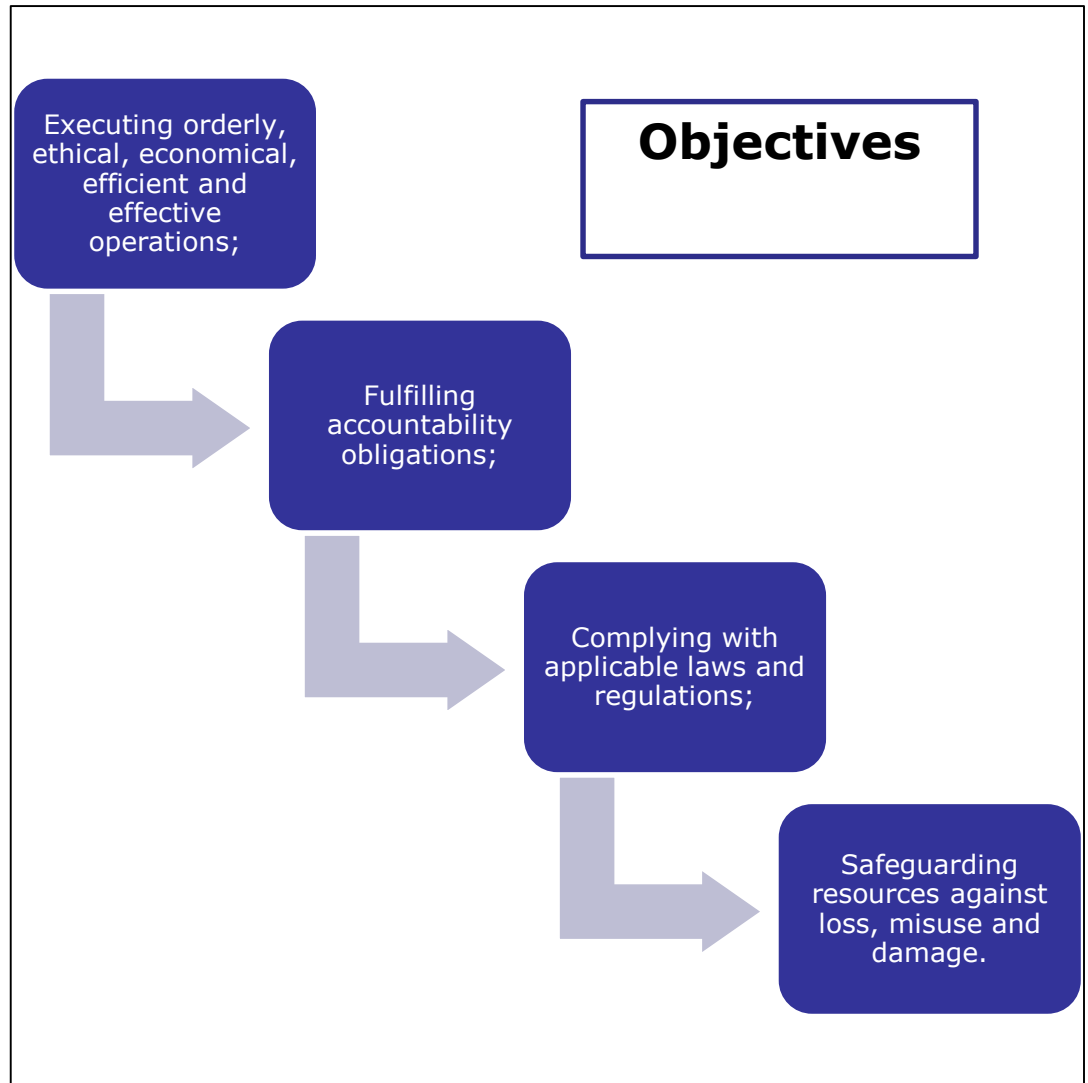 Objectives
Executing orderly,
ethical, economical,
efficient and
effective
operations;
Fulfilling
accountability
obligations;
Complying with
applicable laws and
regulations;
Safeguarding
resources against
loss, misuse and
damage.